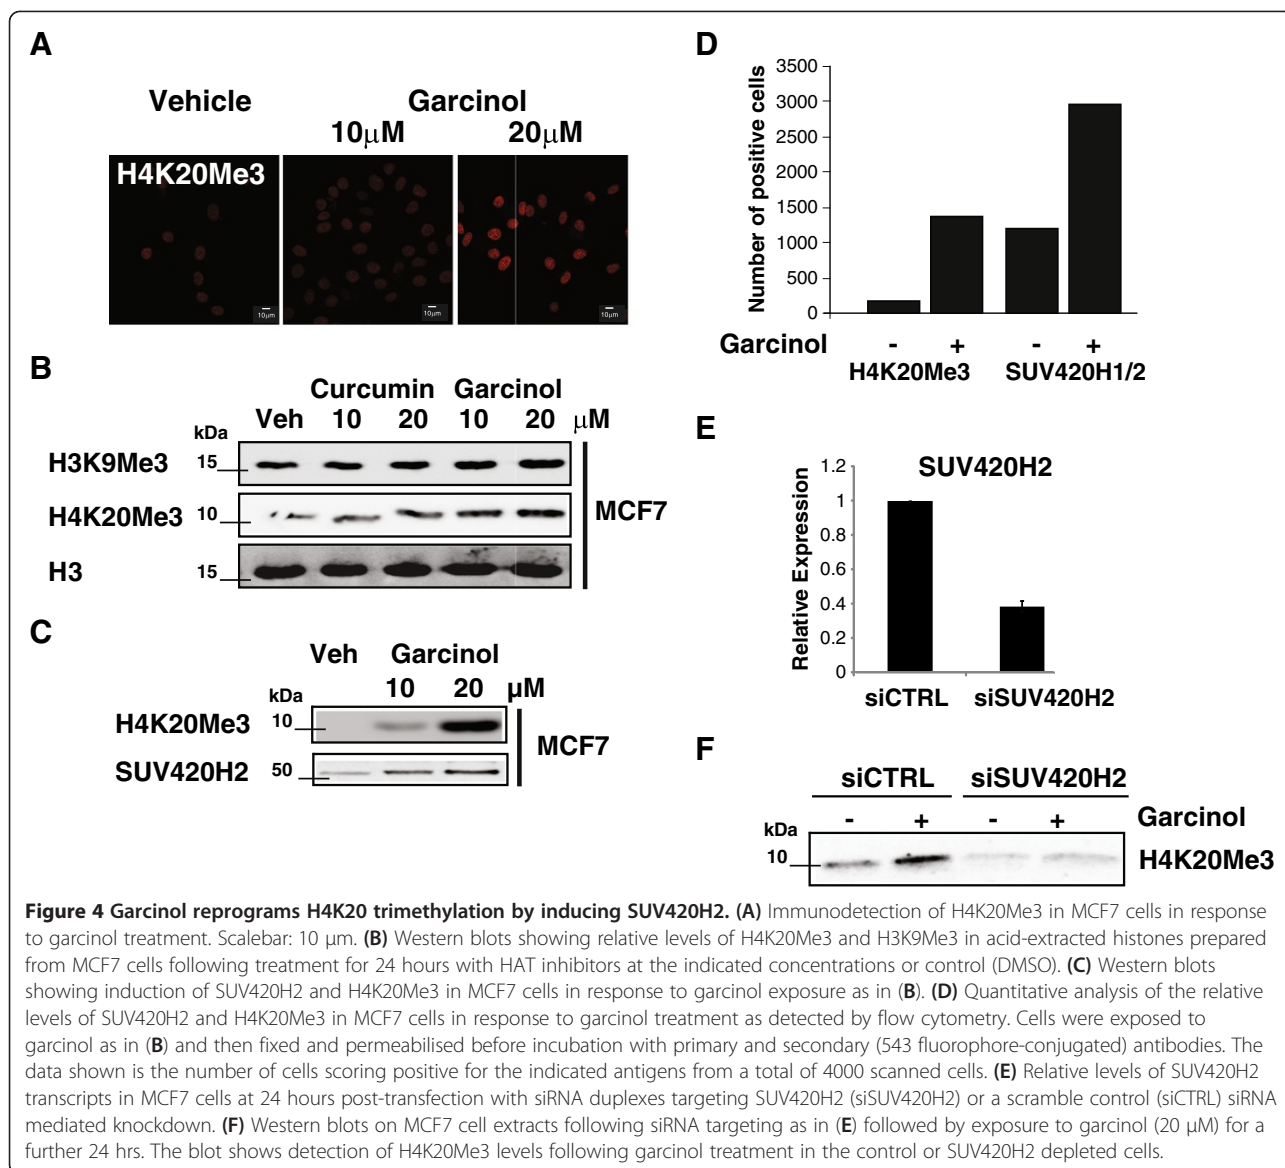 A
Vehicle
Garcinol
10µM
20µM
H4K20Me3
10µm
10µm
10µm
B
Curcumin
Garcinol
Veh
10
20
10
20
µM
kDa
H3K9Me3
15
H4K20Me3
10
H3
15
MCF7
C
Veh
Garcinol
10
20
µM
kDa
H4K20Me3
10
SUV420H2
50
MCF7
D
Number of positive cells
3500
3000
2500
2000
1500
1000
500
0
Garcinol
-
+
-
+
H4K20Me3
SUV420H1/2
E
SUV420H2
Relative Expression
1.2
1
0.8
0.6
0.4
0.2
0
siCTRL
siSUV420H2
F
siCTRL
siSUV420H2
-
+
-
+
Garcinol
kDa
10
H4K20Me3
Figure 4 Garcinol reprograms H4K20 trimethylation by inducing SUV420H2. (A) Immunodetection of H4K20Me3 in MCF7 cells in response
to garcinol treatment. Scalebar: 10 µm. (B) Western blots showing relative levels of H4K20Me3 and H3K9Me3 in acid-extracted histones prepared
from MCF7 cells following treatment for 24 hours with HAT inhibitors at the indicated concentrations or control (DMSO). (C) Western blots
showing induction of SUV420H2 and H4K20Me3 in MCF7 cells in response to garcinol exposure as in (B). (D) Quantitative analysis of the relative
levels of SUV420H2 and H4K20Me3 in MCF7 cells in response to garcinol treatment as detected by flow cytometry. Cells were exposed to
garcinol as in (B) and then fixed and permeabilised before incubation with primary and secondary (543 fluorophore-conjugated) antibodies. The
data shown is the number of cells scoring positive for the indicated antigens from a total of 4000 scanned cells. (E) Relative levels of SUV420H2
transcripts in MCF7 cells at 24 hours post-transfection with siRNA duplexes targeting SUV420H2 (siSUV420H2) or a scramble control (siCTRL) siRNA
mediated knockdown. (F) Western blots on MCF7 cell extracts following siRNA targeting as in (E) followed by exposure to garcinol (20 µM) for a
further 24 hrs. The blot shows detection of H4K20Me3 levels following garcinol treatment in the control or SUV420H2 depleted cells.